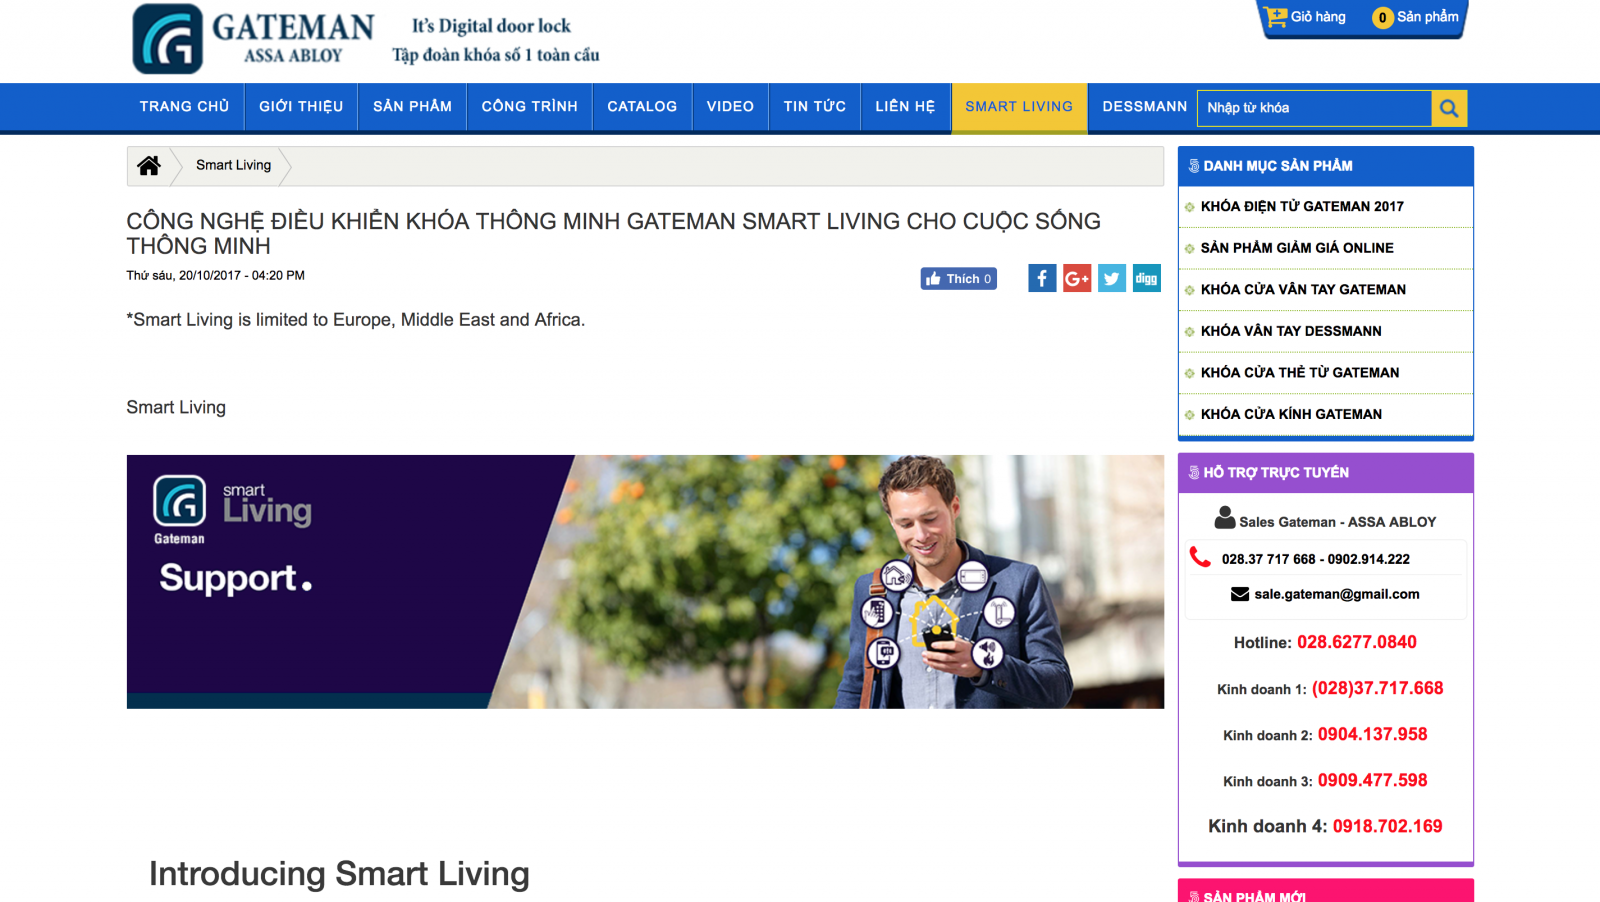 GATEMAN
ASSA ABLOY
It's Digital door lock
Tập đoàn khóa số 1 toàn cầu
Giỏ hàng
0 Sản phẩm
TRANG CHỦ
GIỚI THIỆU
SẢN PHẨM
CÔNG TRÌNH
CATALOG
VIDEO
TIN TỨC
LIÊN HỆ
SMART LIVING
DESSMANN
Nhập từ khóa
Smart Living
CÔNG NGHỆ ĐIỀU KHIỂN KHÓA THÔNG MINH GATEMAN SMART LIVING CHO CUỘC SỐNG
THÔNG MINH
Thứ sáu, 20/10/2017 - 04:20 PM
Thích 0
G+
digg
*Smart Living is limited to Europe, Middle East and Africa.
Smart Living
smart
Living
Gateman
Support.
Introducing Smart Living
DANH MỤC SẢN PHẨM
KHÓA ĐIỆN TỬ GATEMAN 2017
SẢN PHẨM GIẢM GIÁ ONLINE
KHÓA CỬA VÂN TAY GATEMAN
KHÓA VÂN TAY DESSMANN
KHÓA CỬA THẺ TỪ GATEMAN
KHÓA CỬA KÍNH GATEMAN
HỖ TRỢ TRỰC TUYẾN
Sales Gateman - ASSA ABLOY
028.37 717 668 - 0902.914.222
sale.gateman@gmail.com
Hotline: 028.6277.0840
Kinh doanh 1: (028)37.717.668
Kinh doanh 2: 0904.137.958
Kinh doanh 3: 0909.477.598
Kinh doanh 4: 0918.702.169
SẢN PHẨM MỚI